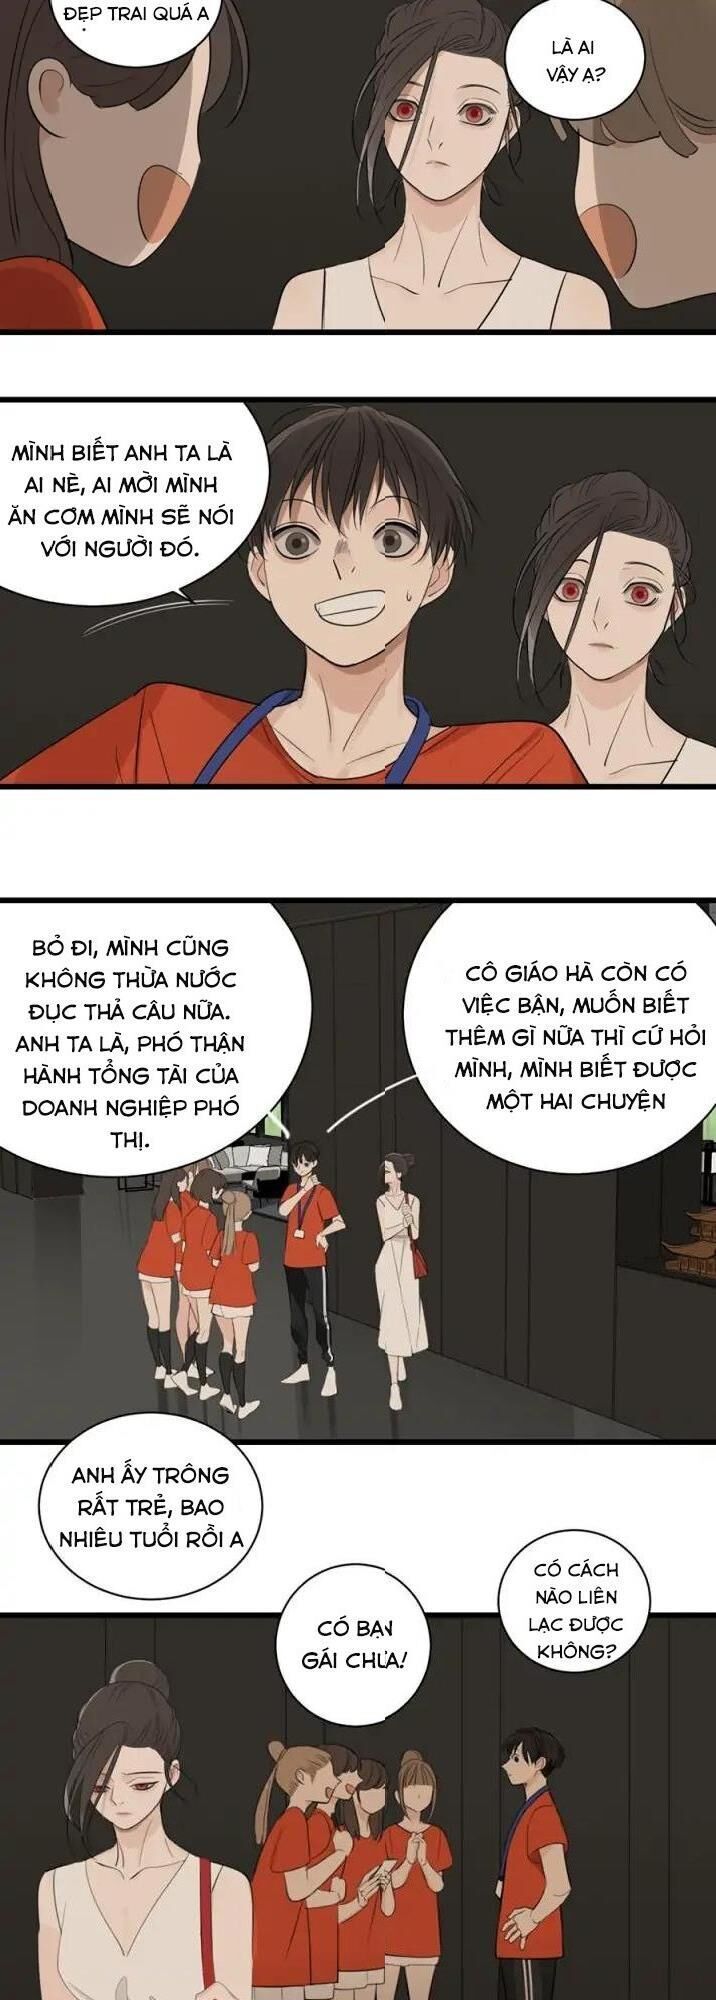 ĐẸP TRAI QUÁ Ạ
LÀ AI
VẬY Ạ?
MÌNH BIẾT ANH TA LÀ
AI NÈ, AI MỜI MÌNH
ĂN CƠM MÌNH SẼ NÓI
VỚI NGƯỜI ĐÓ.
BỎ ĐI, MÌNH CŨNG
KHÔNG THỪA NƯỚC
ĐỤC THẢ CÂU NỮA.
ANH TA LÀ, PHÓ THẬN
HÀNH TỔNG TÀI CỦA
DOANH NGHIỆP PHÓ
THỊ.
CÔ GIÁO HÀ CÒN CÓ
VIỆC BẬN, MUỐN BIẾT
THÊM GÌ NỮA THÌ CỨ HỎI
MÌNH, MÌNH BIẾT ĐƯỢC
MỘT HAI CHUYỆN
ANH ẤY TRÔNG
RẤT TRẺ, BAO
NHIÊU TUỔI RỒI A
CÓ BẠN
GÁI CHƯA!
CÓ CÁCH
NÀO LIÊN
LẠC ĐƯỢC
KHÔNG?